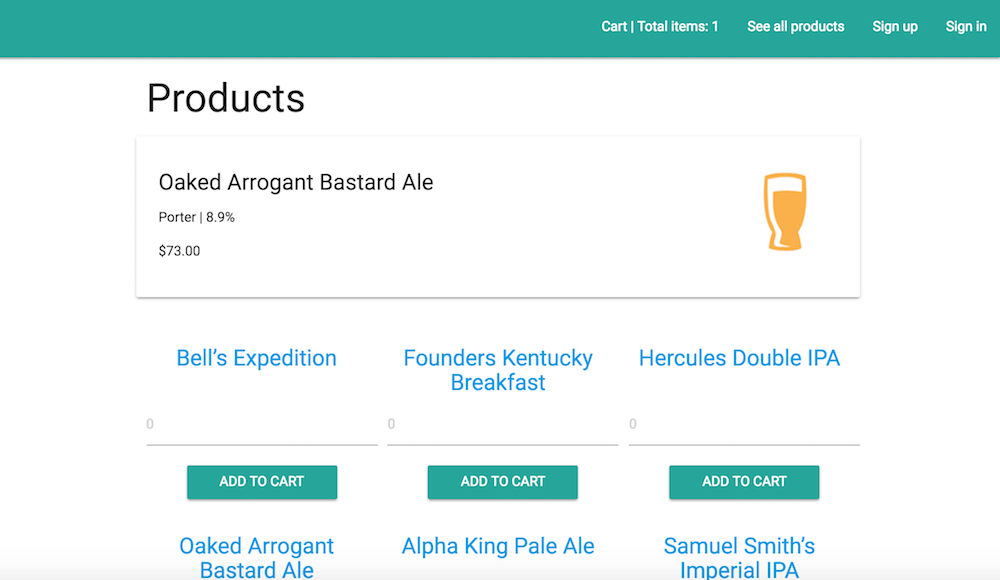 Cart | Total items: 1 See all products Sign up Sign in
Products
Oaked Arrogant Bastard Ale
Porter | 8.9%
$73.00
Bell’s Expedition
Founders Kentucky
Breakfast
Hercules Double IPA
0 0 0
ADD TO CART ADD TO CART ADD TO CART
Oaked Arrogant
Bastard Ale
Alpha King Pale Ale
Samuel Smith’s
Imperial IPA